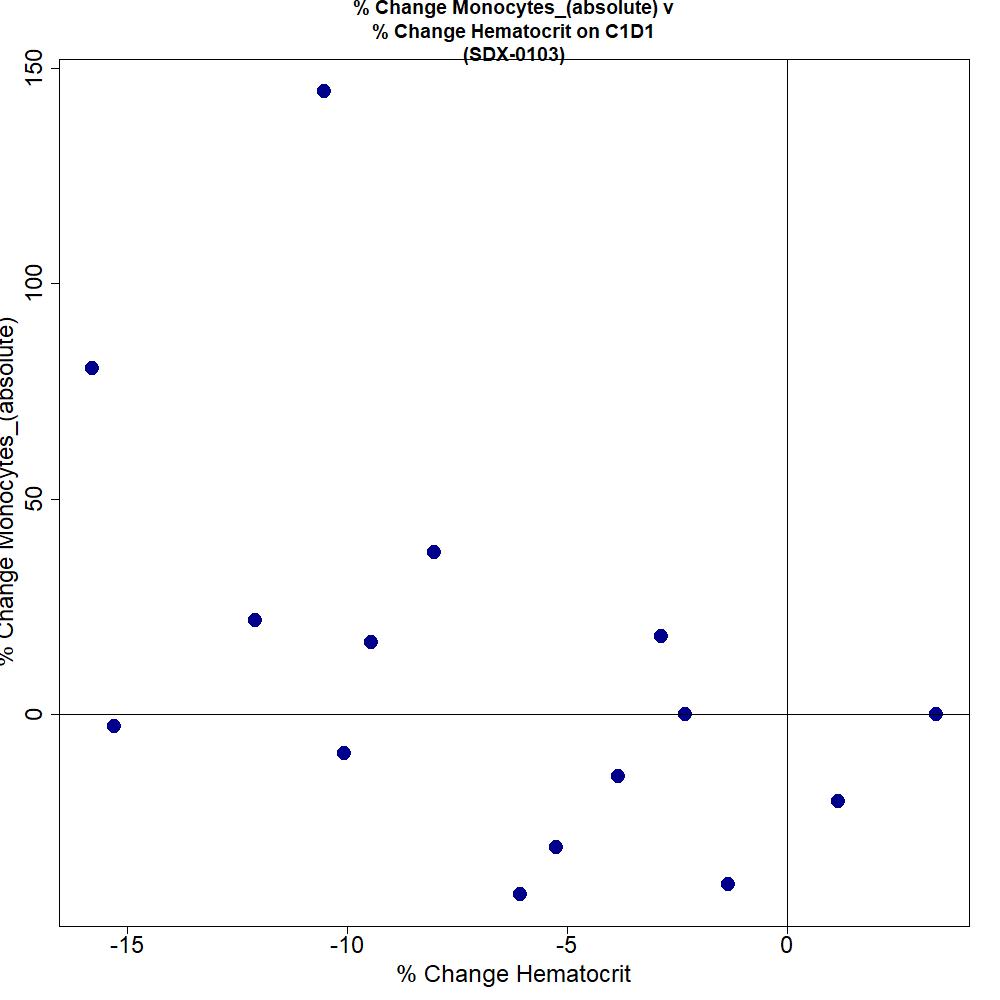 % Change Monocytes_(absolute) v
% Change Hematocrit on C1D1
(SDX-0103)
150
100
50
0
% Change Monocytes_(absolute)
-15
-10
-5
0
% Change Hematocrit